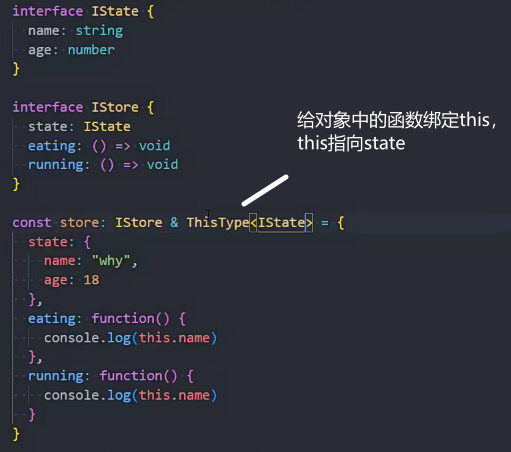 interface IState {
name: string
age: number
}
interface IStore {
state: IState
eating: () => void
running: () => void
}
给对象中的函数绑定this，
this指向state
const store: IStore & ThisType<IState> = {
state: {
name: "why",
age: 18
},
eating: function() {
console.log(this.name)
},
running: function() {
console.log(this.name)
}
}